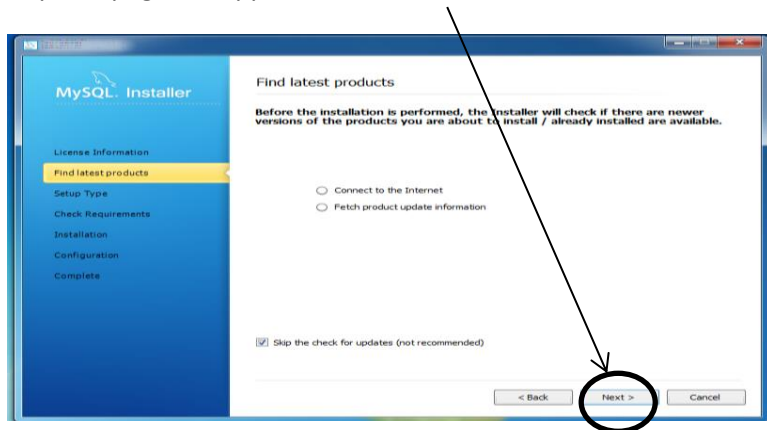 MySQL. Installer
License Information
Find latest products
Setup Type
Check Requirements
Installation
Configuration
Complete
Find latest products
Before the installation is performed, the Installer will check if there are newer
versions of the products you are about to install / already installed are available.
Connect to the Internet
Fetch product update information
Skip the check for updates (not recommended)
< Back
Next >
Cancel